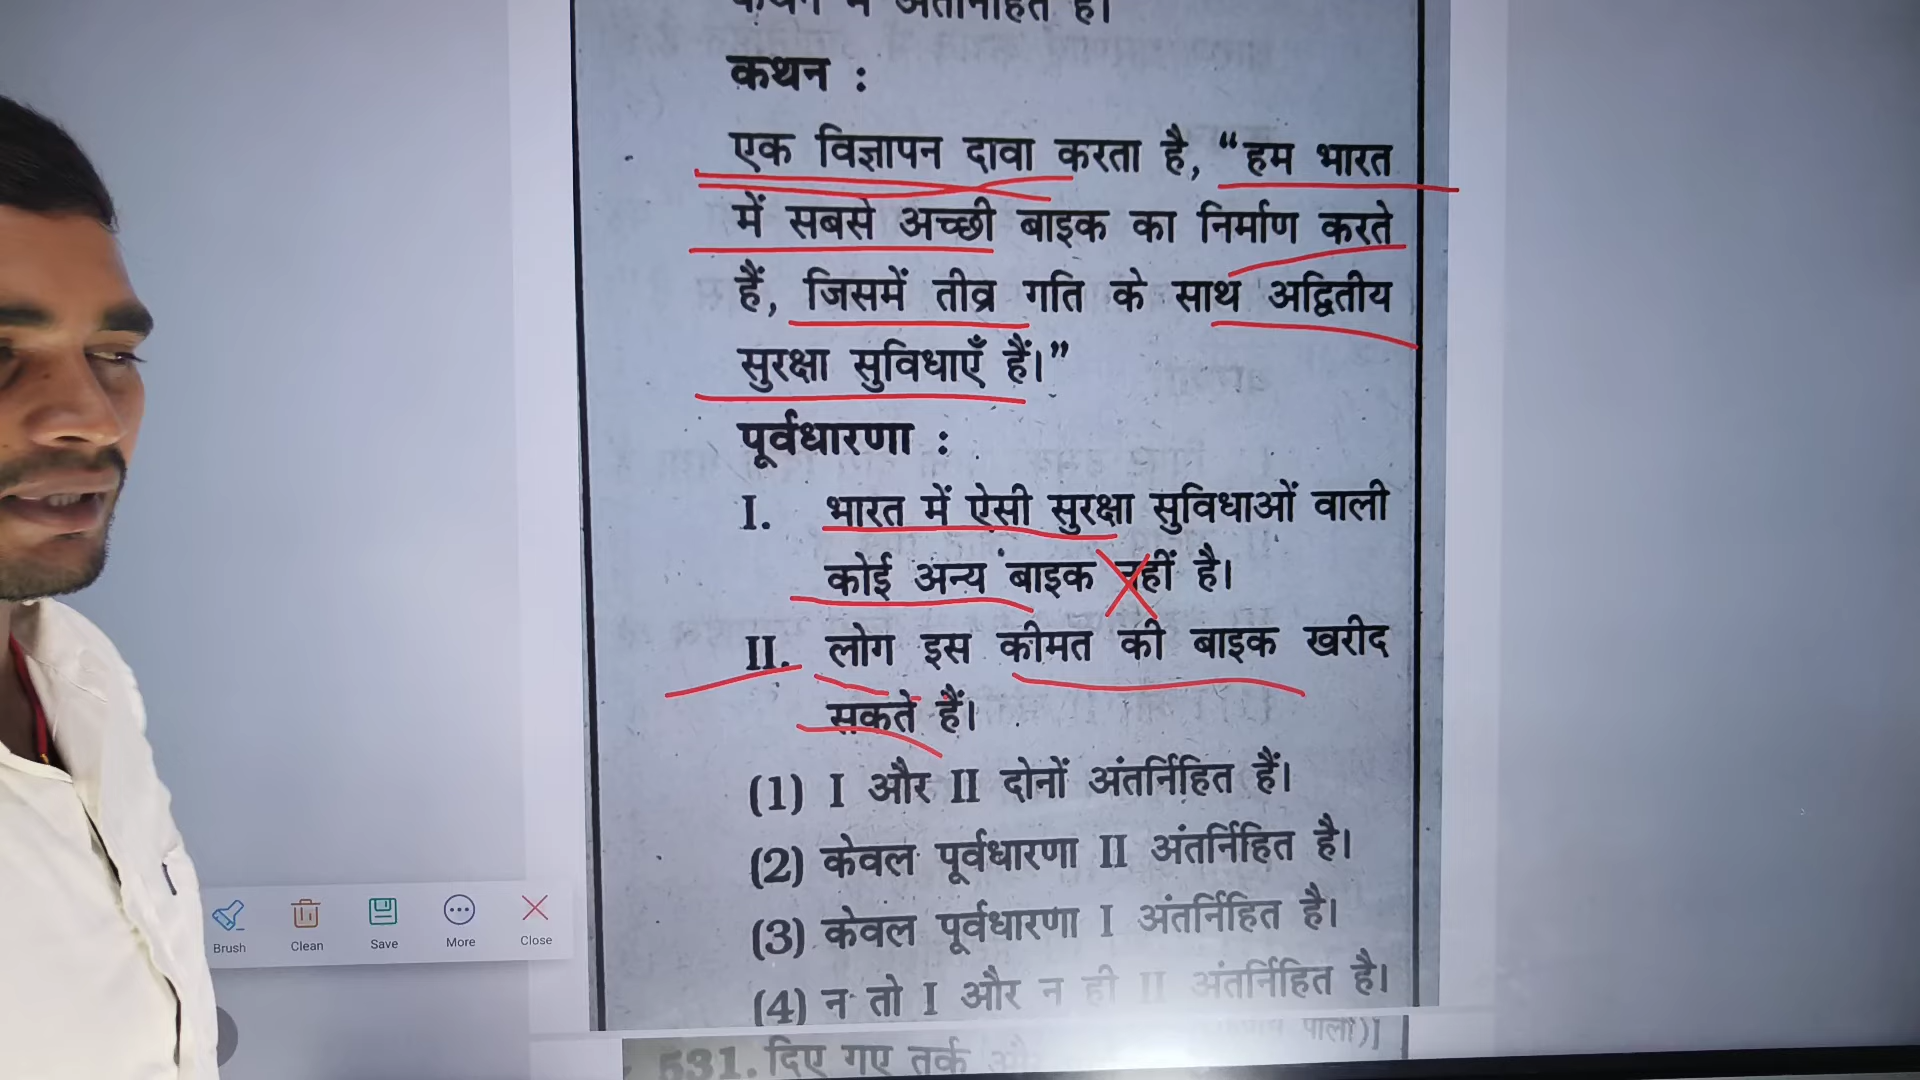 कथन में अंतर्निहित है।
कथन :
एक विज्ञापन दावा करता है, “हम भारत
में सबसे अच्छी बाइक का निर्माण करते
हैं, जिसमें तीव्र गति के साथ अद्वितीय
सुरक्षा सुविधाएँ हैं।”
पूर्वधारणा :
I. भारत में ऐसी सुरक्षा सुविधाओं वाली
कोई अन्य बाइक नहीं है।
II. लोग इस कीमत की बाइक खरीद
सकते हैं।
(1) I और II दोनों अंतर्निहित हैं।
(2) केवल पूर्वधारणा II अंतर्निहित है।
(3) केवल पूर्वधारणा I अंतर्निहित है।
(4) न तो I और न ही II अंतर्निहित है।
Brush Clean Save More Close
पाली)]
531. दिए गए तर्क